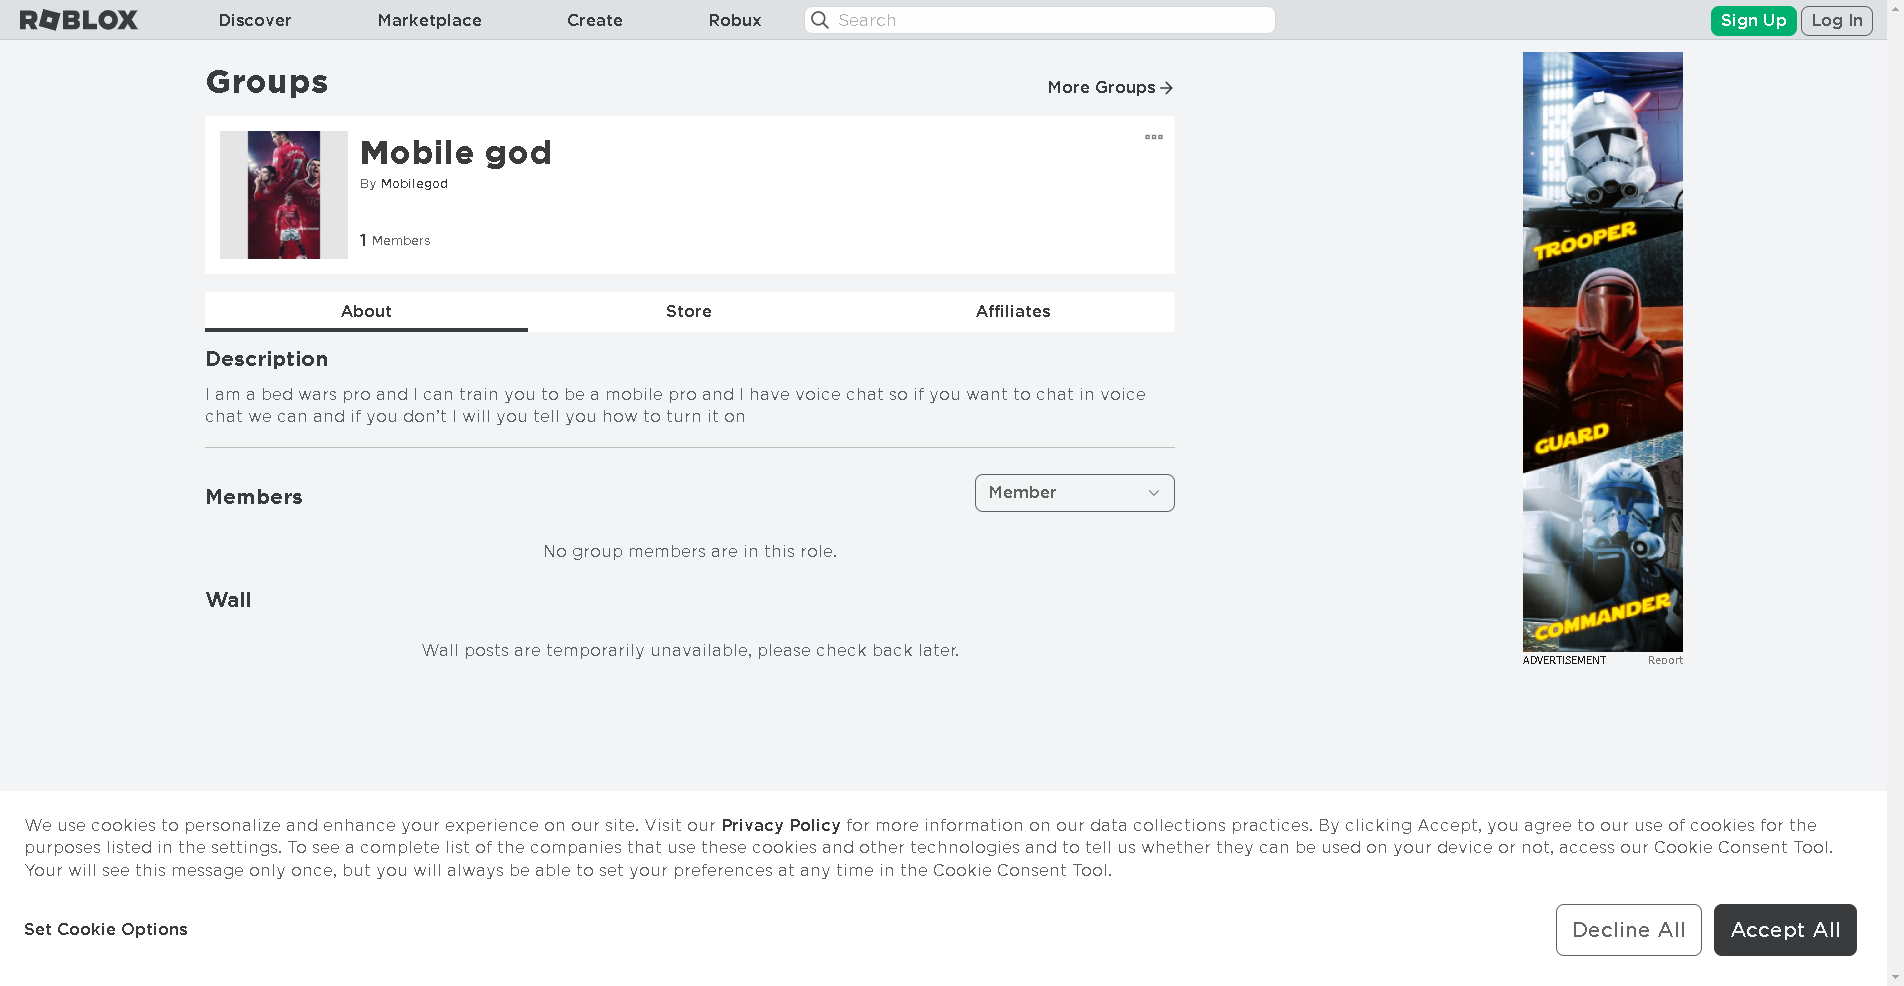 ROBLOX
Discover
Marketplace
Create
Robux
Search
Sign Up
Log In
Groups
More Groups
7
Mobile god
By Mobilegod
1 Members
About
Store
Affiliates
Description
I am a bed wars pro and I can train you to be a mobile pro and I have voice chat so if you want to chat in voice
chat we can and if you don’t I will you tell you how to turn it on
Members
Member
No group members are in this role.
Wall
Wall posts are temporarily unavailable, please check back later.
TROOPER
GUARD
COMMANDER
ADVERTISEMENT
Report
We use cookies to personalize and enhance your experience on our site. Visit our Privacy Policy for more information on our data collections practices. By clicking Accept, you agree to our use of cookies for the
purposes listed in the settings. To see a complete list of the companies that use these cookies and other technologies and to tell us whether they can be used on your device or not, access our Cookie Consent Tool.
Your will see this message only once, but you will always be able to set your preferences at any time in the Cookie Consent Tool.
Set Cookie Options
Decline All
Accept All